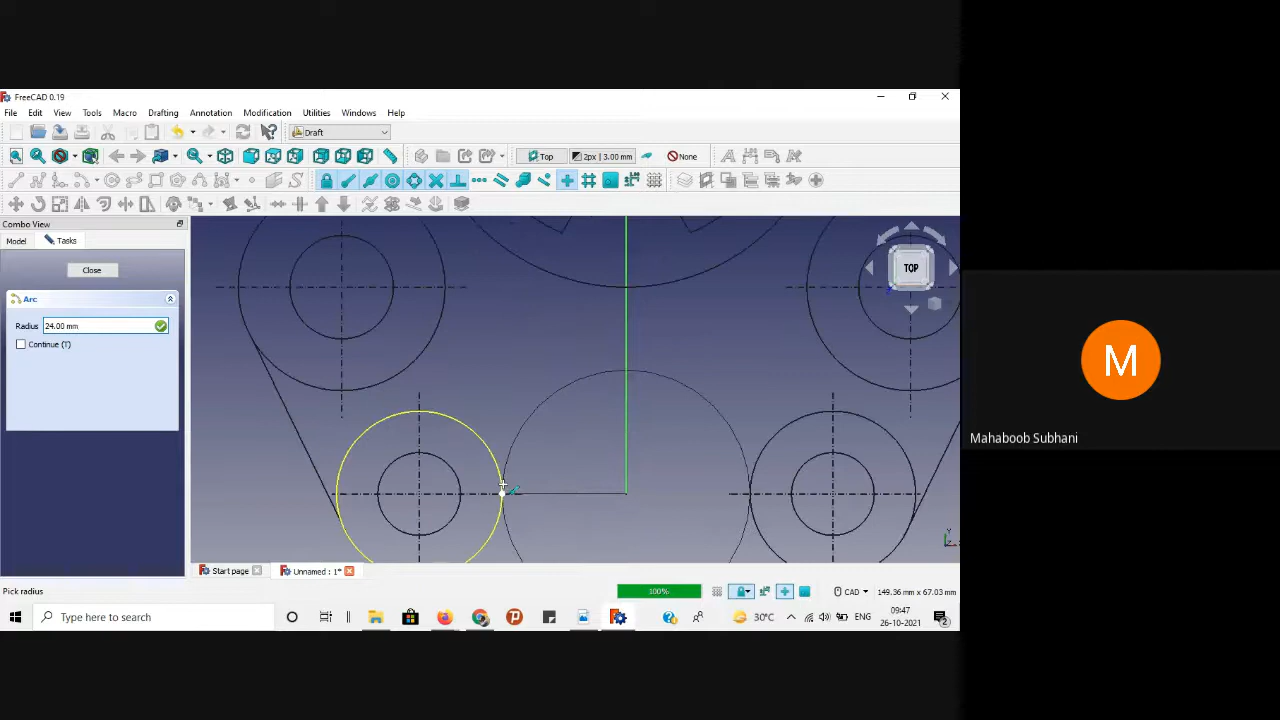 FreeCAD 0.19
File Edit View Tools Macro Drafting Annotation Modification Utilities Windows Help
Draft
Top 2px | 3.00 mm None
Combo View
Model Tasks
Close
Arc
Radius 24.00 mm
Continue (T)
TOP
Y
Start page Unnamed : 1*
Pick radius 100% CAD 149.36 mm x 67.03 mm
Type here to search
30°C ENG 09:47
26-10-2021
2
M
Mahaboob Subhani